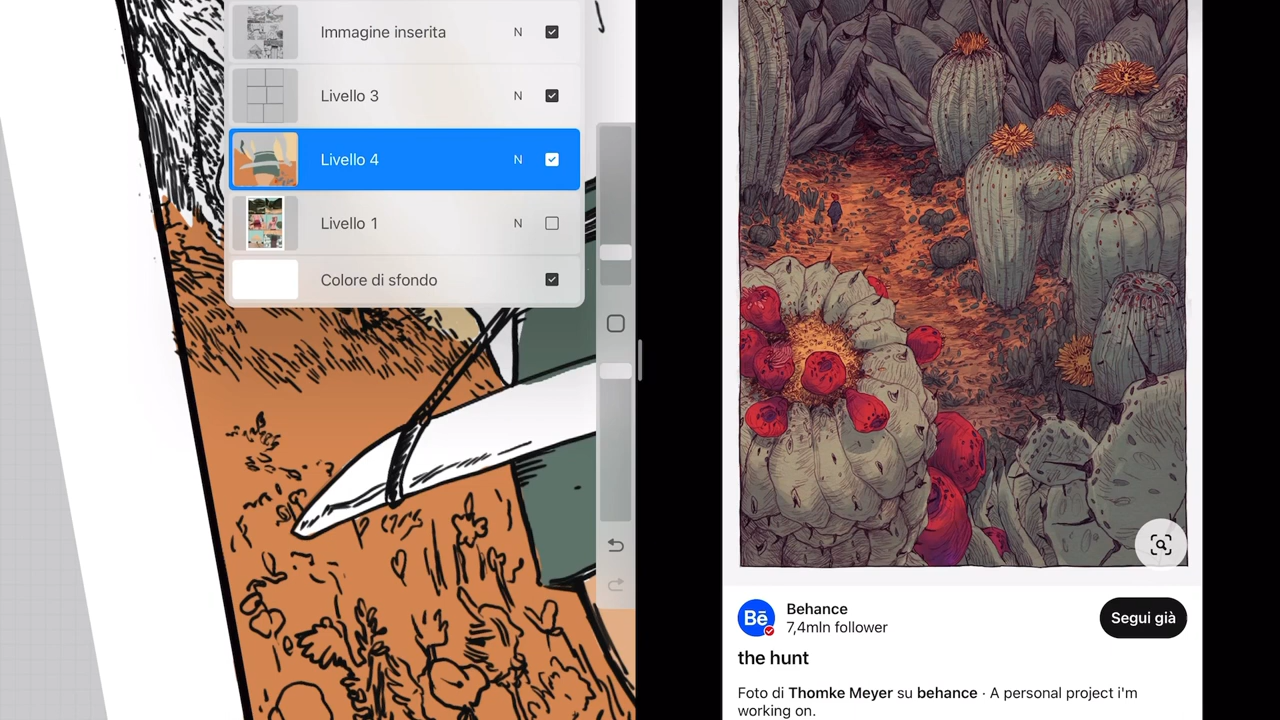 Immagine inserita N
Livello 3 N
Livello 4 N
Livello 1 N
Colore di sfondo
Bē
Behance
7,4mln follower
Segui già
the hunt
Foto di Thomke Meyer su behance · A personal project i'm
working on.